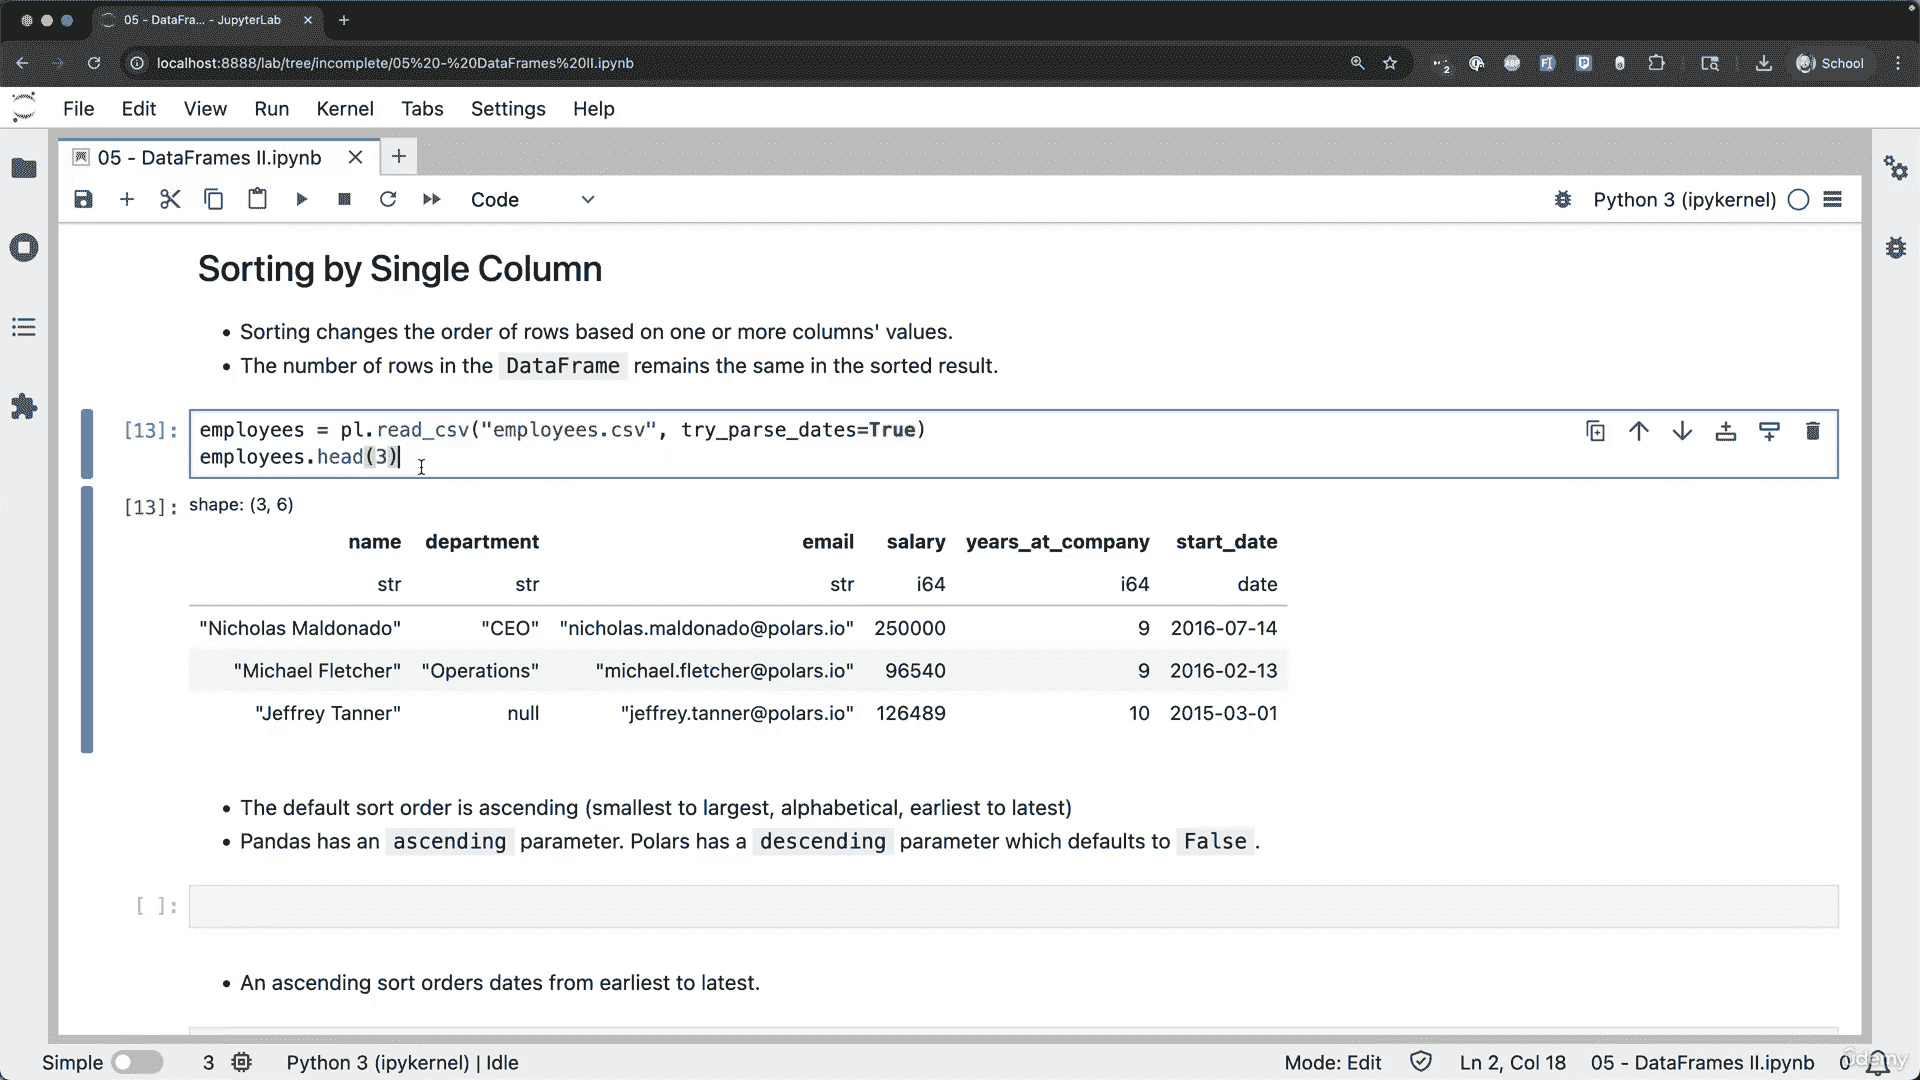 05 - DataFra... - JupyterLab
localhost:8888/lab/tree/incomplete/05%20-%20DataFrames%20II.ipynb
2
ABP
School
File Edit View Run Kernel Tabs Settings Help
05 - DataFrames II.ipynb
Code
Python 3 (ipykernel)
Sorting by Single Column
• Sorting changes the order of rows based on one or more columns' values.
• The number of rows in the DataFrame remains the same in the sorted result.
[13]: employees = pl.read_csv("employees.csv", try_parse_dates=True)
employees.head(3)
[13]: shape: (3, 6)
name department email salary years_at_company start_date
str str str i64 i64 date
"Nicholas Maldonado" "CEO" "nicholas.maldonado@polars.io" 250000 9 2016-07-14
"Michael Fletcher" "Operations" "michael.fletcher@polars.io" 96540 9 2016-02-13
"Jeffrey Tanner" null "jeffrey.tanner@polars.io" 126489 10 2015-03-01
• The default sort order is ascending (smallest to largest, alphabetical, earliest to latest)
• Pandas has an ascending parameter. Polars has a descending parameter which defaults to False.
[ ]:
• An ascending sort orders dates from earliest to latest.
Simple 3 Python 3 (ipykernel) | Idle Mode: Edit Ln 2, Col 18 05 - DataFrames II.ipynb 0
udemy